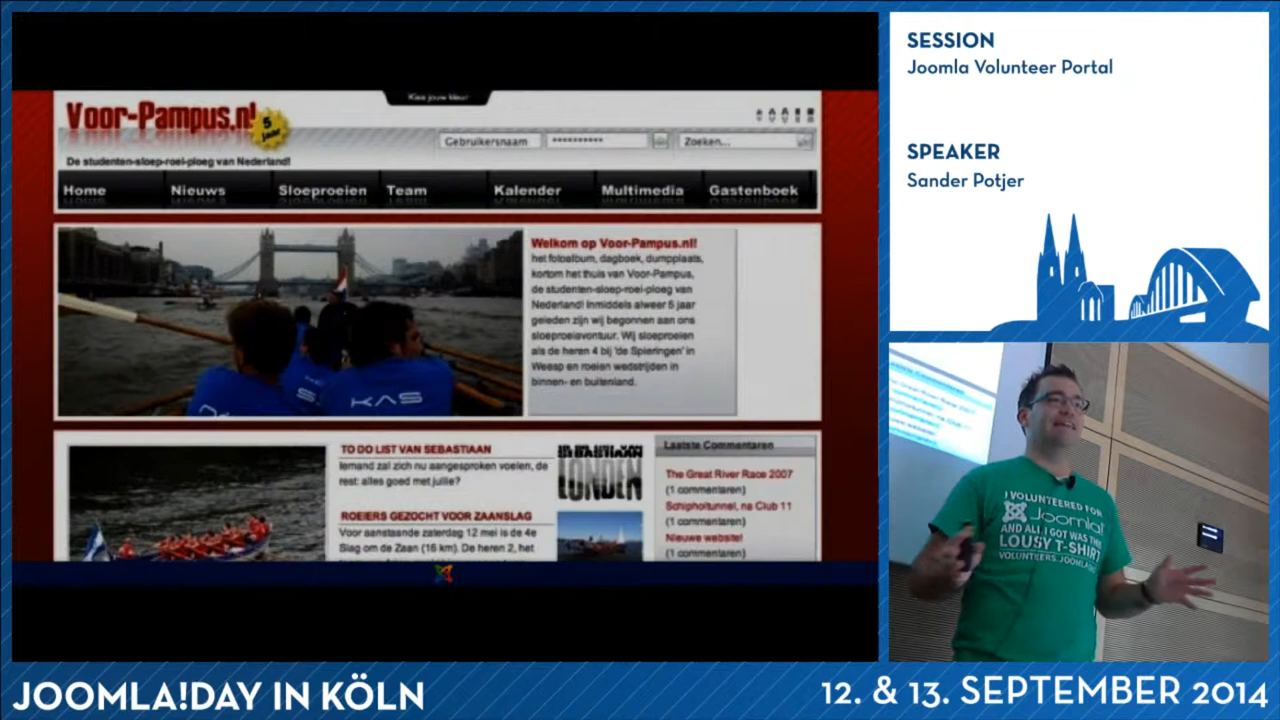 Kies jouw kleur
Voor-Pampus.nl
5 jaar
Gebruikersnaam
**********
Zoeken...
De studenten-sloep-roei-ploeg van Nederland!
Home
Nieuws
Sloeproeien
Team
Kalender
Multimedia
Gastenboek
Welkom op Voor-Pampus.nl!
het fotoalbum, dagboek, dumpplaats,
kortom het thuis van Voor-Pampus,
de studenten-sloep-roei-ploeg van
Nederland! Inmiddels alweer 5 jaar
geleden zijn wij begonnen aan ons
sloeproeiavontuur. Wij sloeproeien
als de heren 4 bij 'de Spieringen' in
Weesp en roeien wedstrijden in
binnen- en buitenland.
KAS
TO DO LIST VAN SEBASTIAAN
Iemand zal zich nu aangesproken voelen, de
rest: alles goed met jullie?
ROEIERS GEZOCHT VOOR ZAANSLAG
Voor aanstaande zaterdag 12 mei is de 4e
Slag om de Zaan (16 km). De heren 2, het
LONDEN
Laatste Commentaren
The Great River Race 2007
(1 commentaren)
Schipholtunnel, na Club 11
(1 commentaren)
Nieuwe website!
(1 commentaren)
SESSION
Joomla Volunteer Portal
SPEAKER
Sander Potjer
I VOLUNTEERED FOR
Joomla!
AND ALL I GOT WAS THIS
LOUSY T-SHIRT
VOLUNTEERS.JOOMLA
JOOMLA!DAY IN KÖLN
12. & 13. SEPTEMBER 2014